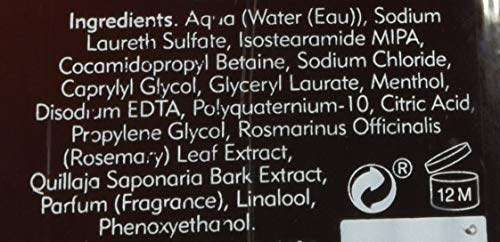 Ingredients. Aqua (Water (Eau)), Sodium
Laureth Sulfate, Isostearamide MIPA,
Cocamidopropyl Betaine, Sodium Chloride,
Caprylyl Glycol, Glyceryl Laurate, Menthol,
Disodium EDTA, Polyquaternium-10, Citric Acid,
Propylene Glycol, Rosmarinus Officinalis
(Rosemary) Leaf Extract,
Quillaja Saponaria Bark Extract,
Parfum (Fragrance), Linalool,
Phenoxyethanol.
®
12 M